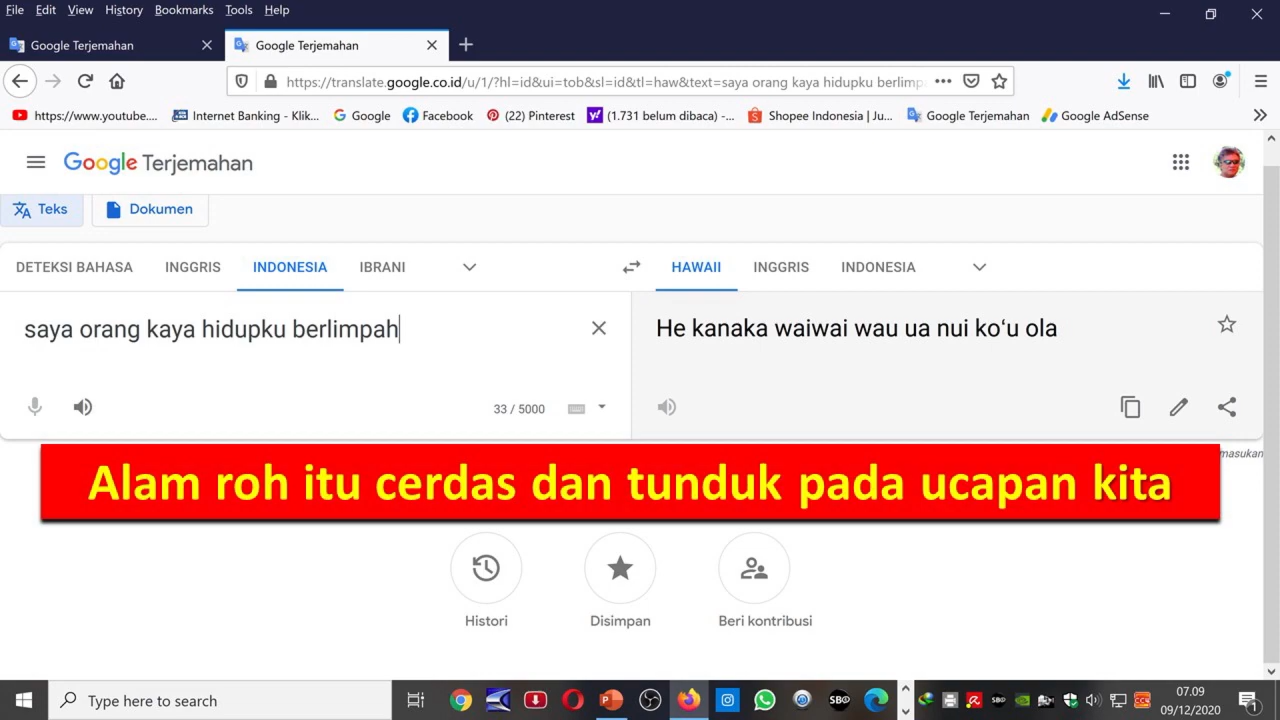 File Edit View History Bookmarks Tools Help
Google Terjemahan
Google Terjemahan
https://translate.google.co.id/u/1/?hl=id&ui=tob&sl=id&tl=haw&text=saya orang kaya hidupku berlimp
https://www.youtube....
Internet Banking - Klik...
Google
Facebook
(22) Pinterest
(1.731 belum dibaca) -...
Shopee Indonesia | Ju...
Google Terjemahan
Google AdSense
Google Terjemahan
Teks
Dokumen
DETEKSI BAHASA INGGRIS INDONESIA IBRANI
HAWAII INGGRIS INDONESIA
saya orang kaya hidupku berlimpah
He kanaka waiwai wau ua nui koʻu ola
33 / 5000
masukan
Alam roh itu cerdas dan tunduk pada ucapan kita
Histori
Disimpan
Beri kontribusi
Type here to search
SBO
SBO
CCK
07.09
09/12/2020
1